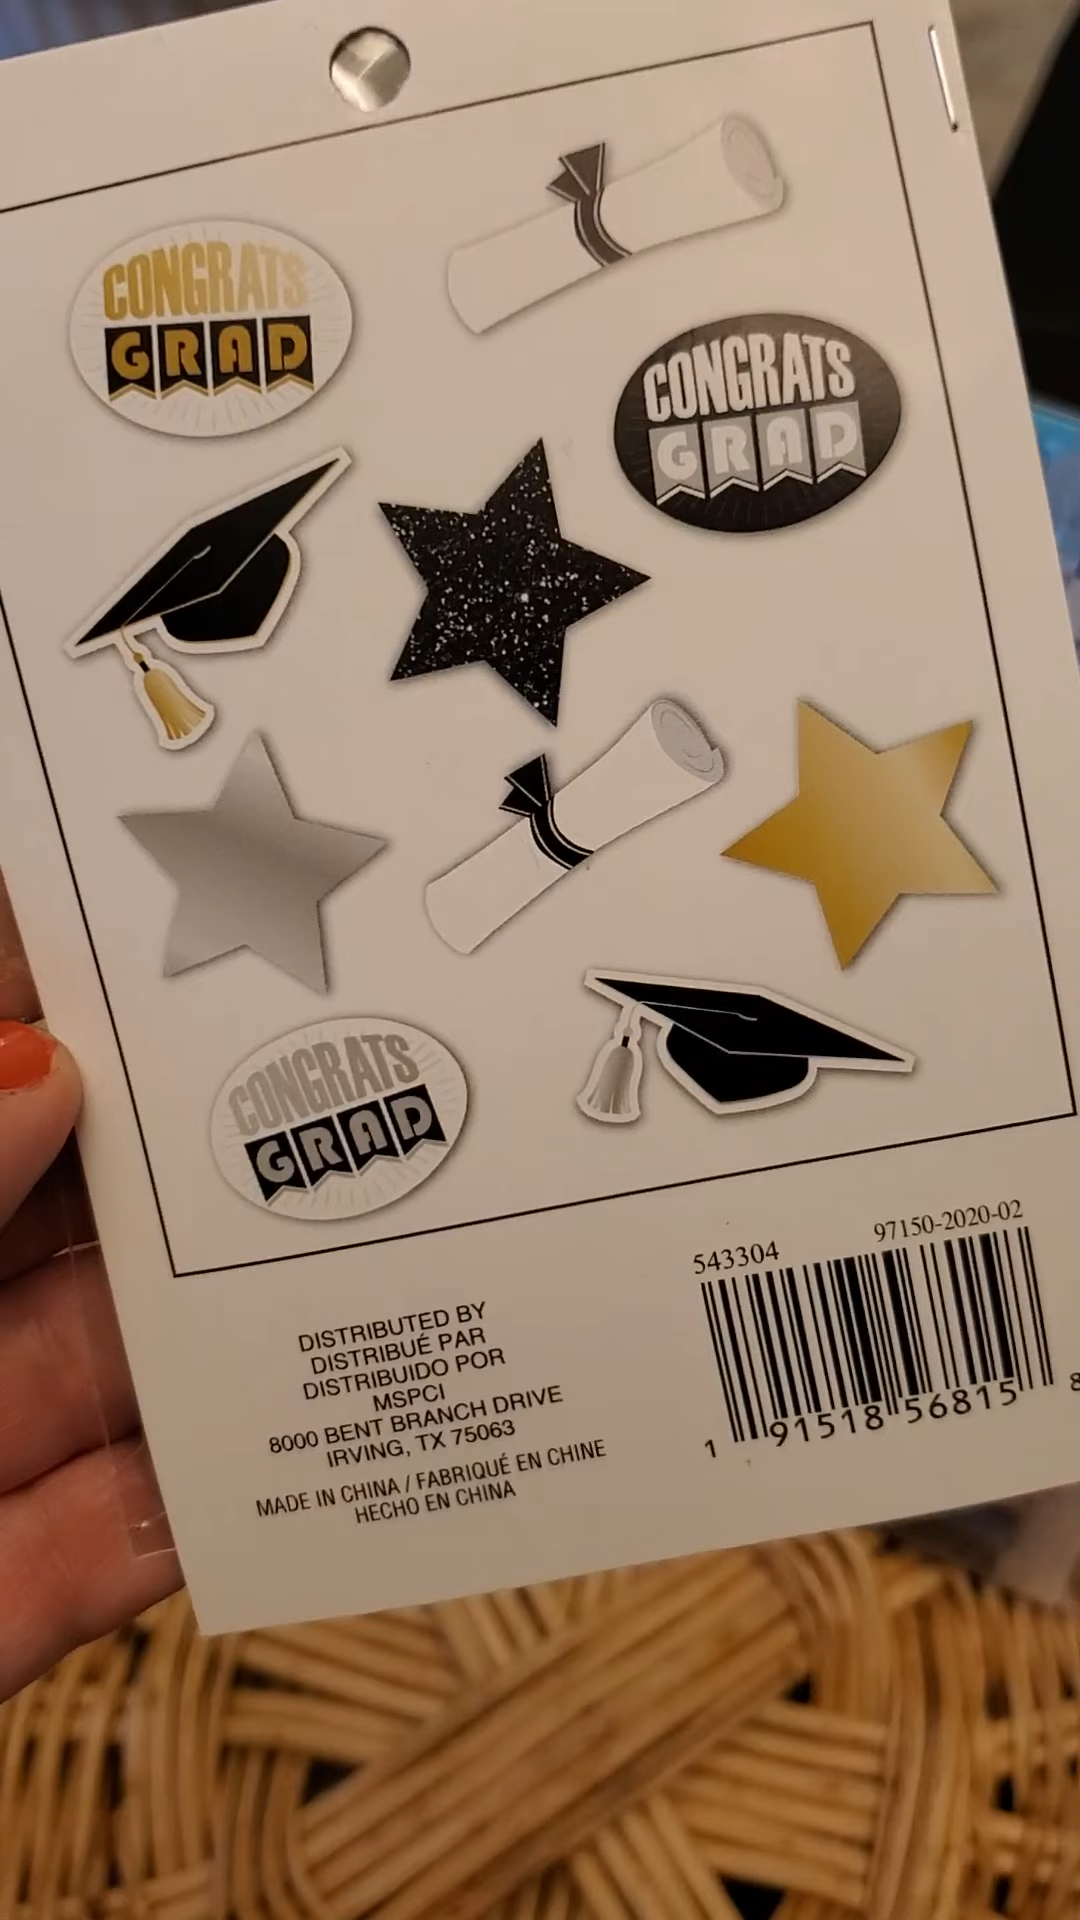 CONGRATS
GRAD
CONGRATS
GRAD
CONGRATS
GRAD
543304
97150-2020-02
1 91518 56815 8
DISTRIBUTED BY
DISTRIBUÉ PAR
DISTRIBUIDO POR
MSPCI
8000 BENT BRANCH DRIVE
IRVING, TX 75063
MADE IN CHINA / FABRIQUÉ EN CHINE
HECHO EN CHINA